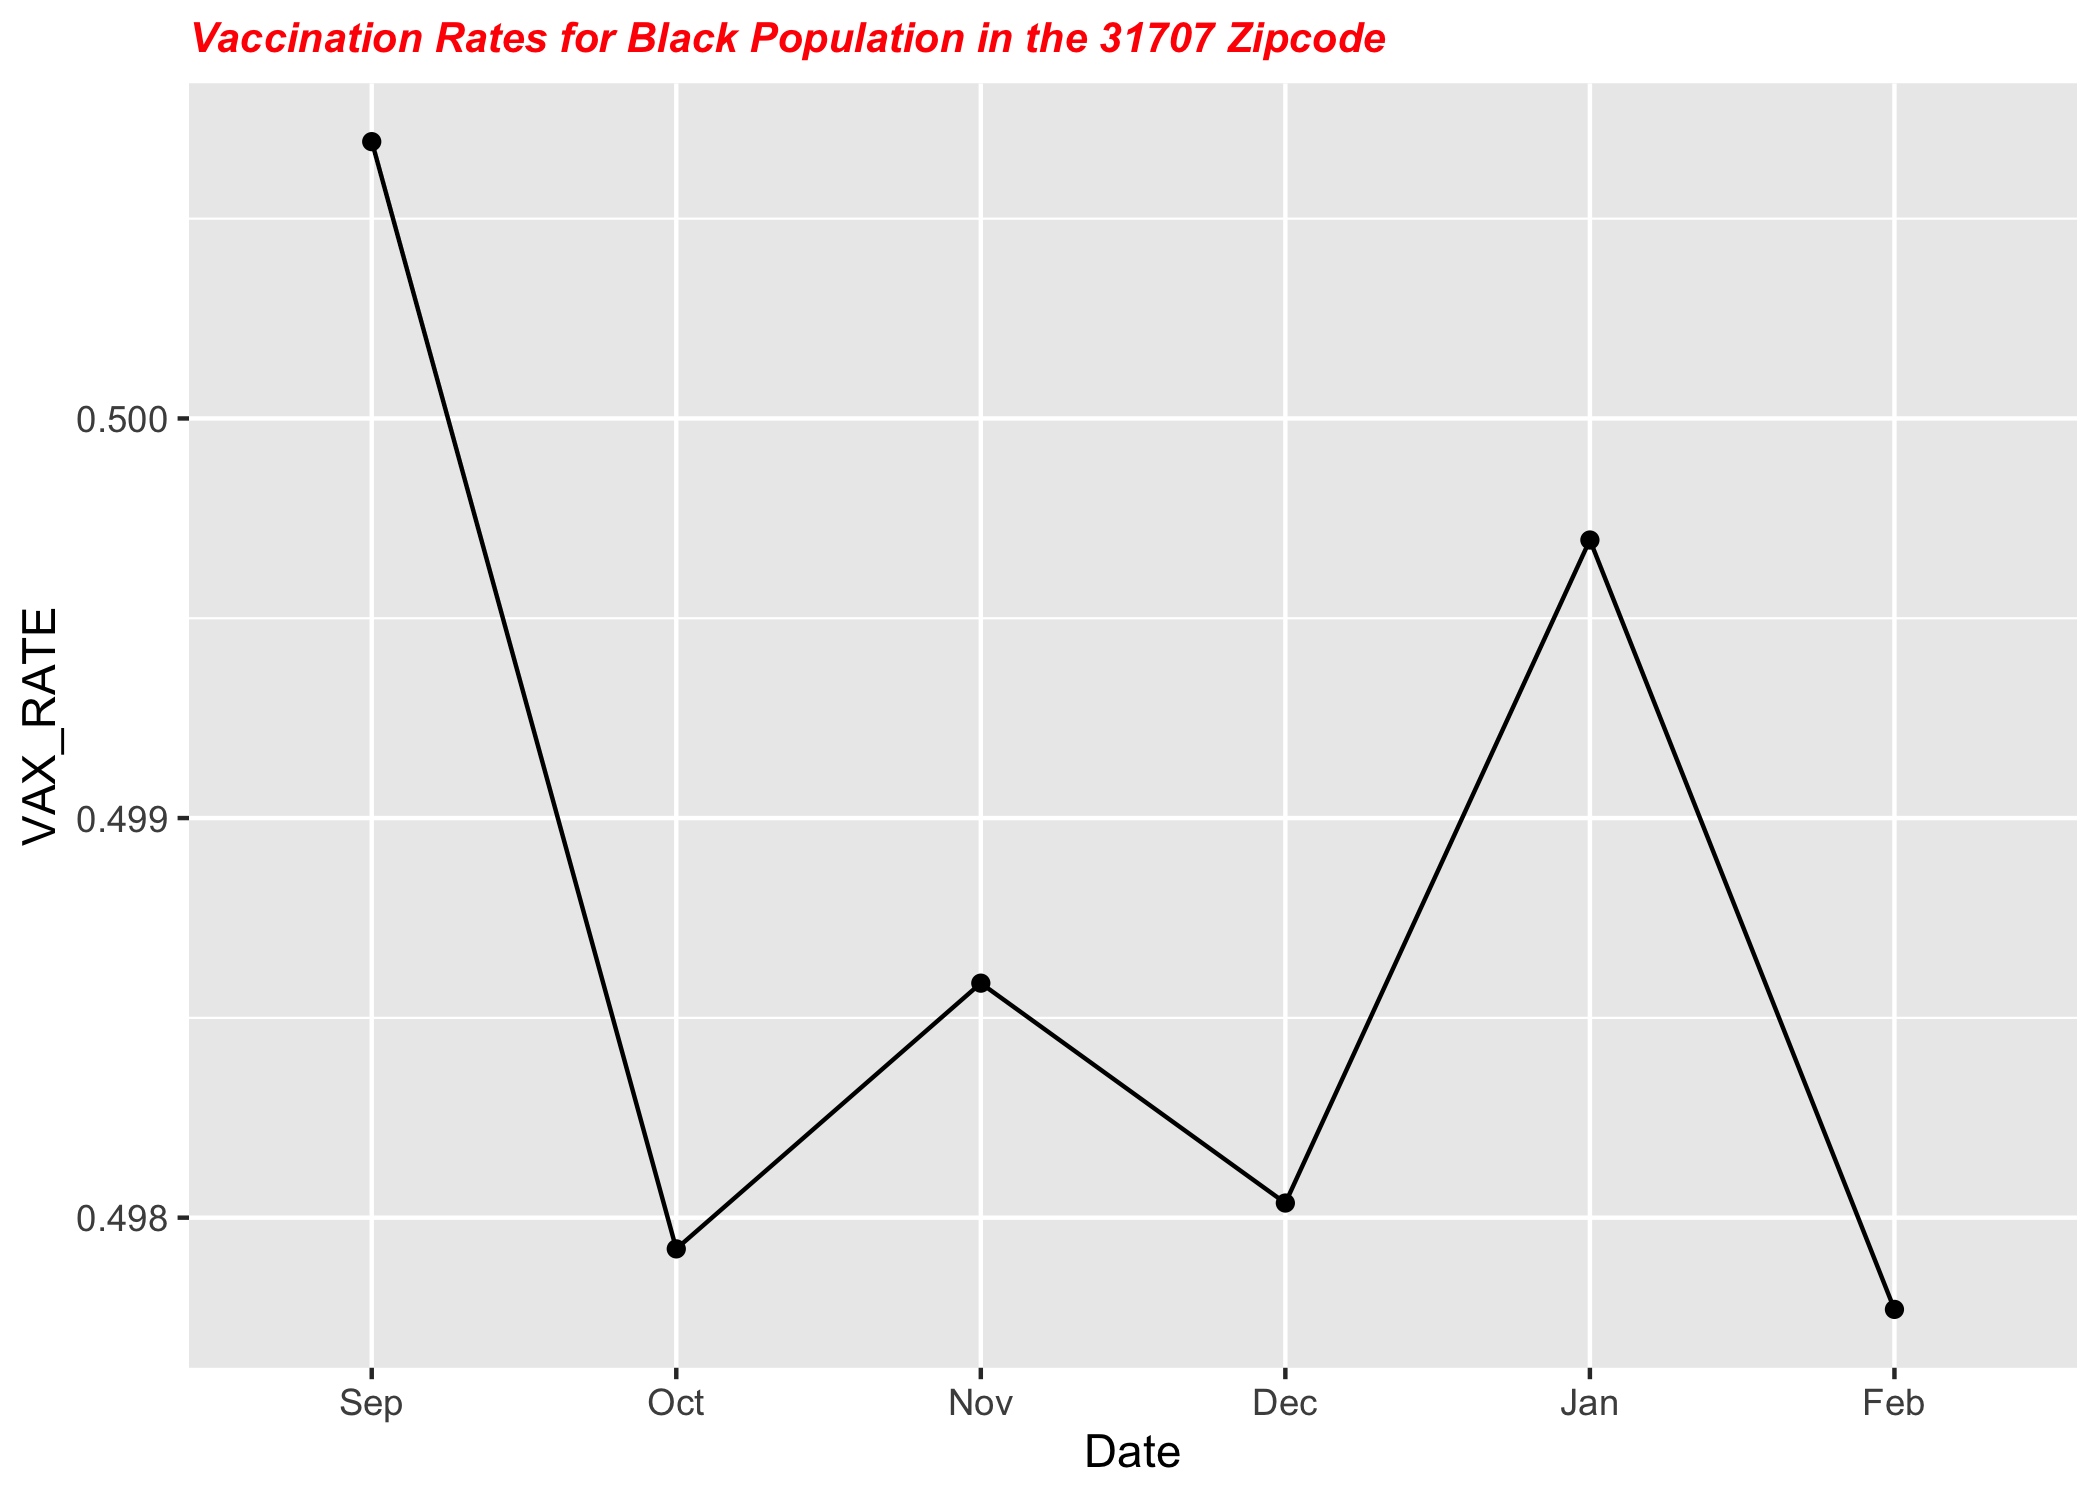 Vaccination Rates for Black Population in the 31707 Zipcode
VAX_RATE
0.500
0.499
0.498
Sep Oct Nov Dec Jan Feb
Date